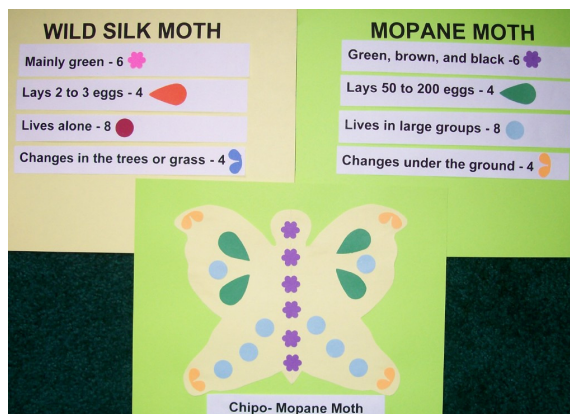 WILD SILK MOTH
Mainly green - 6
Lays 2 to 3 eggs - 4
Lives alone - 8
Changes in the trees or grass - 4
MOPANE MOTH
Green, brown, and black -6
Lays 50 to 200 eggs - 4
Lives in large groups - 8
Changes under the ground - 4
Chipo- Mopane Moth